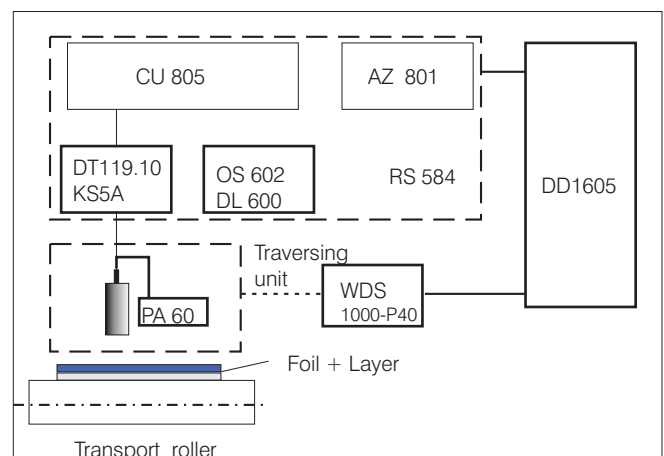 CU 805
AZ 801
DT119.10
KS5A
OS 602
DL 600
RS 584
DD1605
Traversing
unit
WDS
1000-P40
PA 60
Foil + Layer
Transport roller